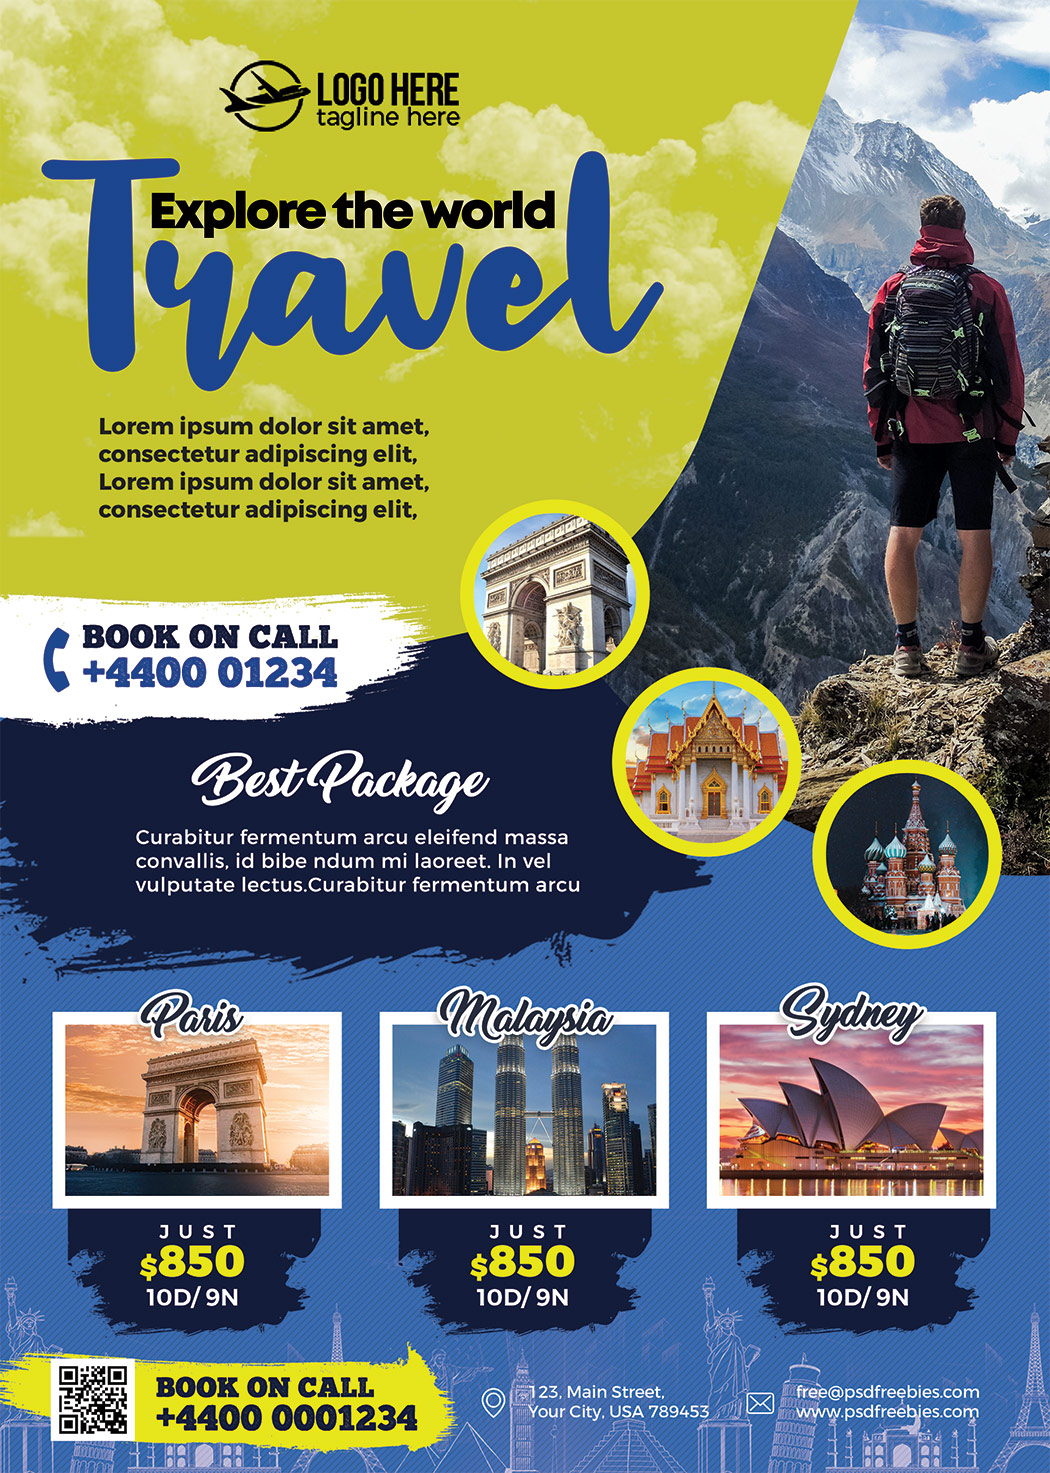 LOGO HERE
tagline here
Explore the world
Travel
Lorem ipsum dolor sit amet,
consectetur adipiscing elit,
Lorem ipsum dolor sit amet,
consectetur adipiscing elit,
BOOK ON CALL
+4400 01234
Best Package
Curabitur fermentum arcu eleifend massa
convallis, id bibe ndum mi laoreet. In vel
vulputate lectus.Curabitur fermentum arcu
Paris
JUST
$850
10D/ 9N
Malaysia
JUST
$850
10D/ 9N
Sydney
JUST
$850
10D/ 9N
BOOK ON CALL
+4400 0001234
123, Main Street,
Your City, USA 789453
free@psdfreebies.com
www.psdfreebies.com